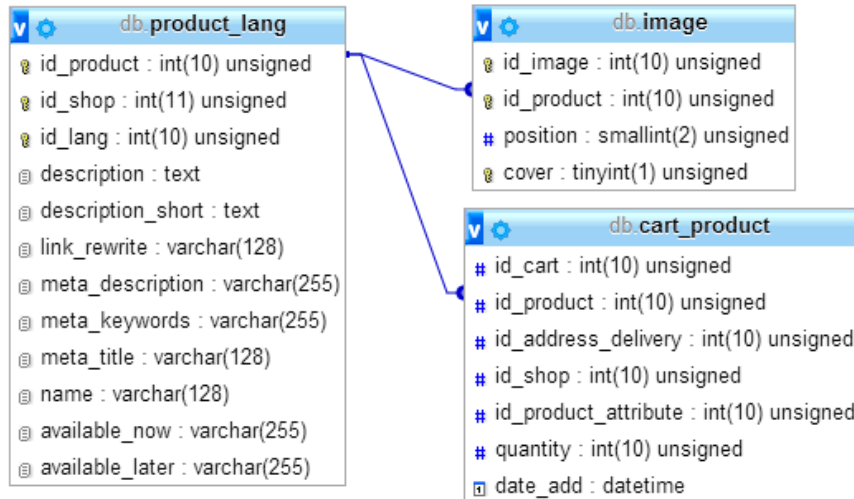 v db.product_lang
id_product : int(10) unsigned
id_shop : int(11) unsigned
id_lang : int(10) unsigned
description : text
description_short : text
link_rewrite : varchar(128)
meta_description : varchar(255)
meta_keywords : varchar(255)
meta_title : varchar(128)
name : varchar(128)
available_now : varchar(255)
available_later : varchar(255)
v db.image
id_image : int(10) unsigned
id_product : int(10) unsigned
# position : smallint(2) unsigned
cover : tinyint(1) unsigned
v db.cart_product
# id_cart : int(10) unsigned
# id_product : int(10) unsigned
# id_address_delivery : int(10) unsigned
# id_shop : int(10) unsigned
# id_product_attribute : int(10) unsigned
# quantity : int(10) unsigned
date_add : datetime